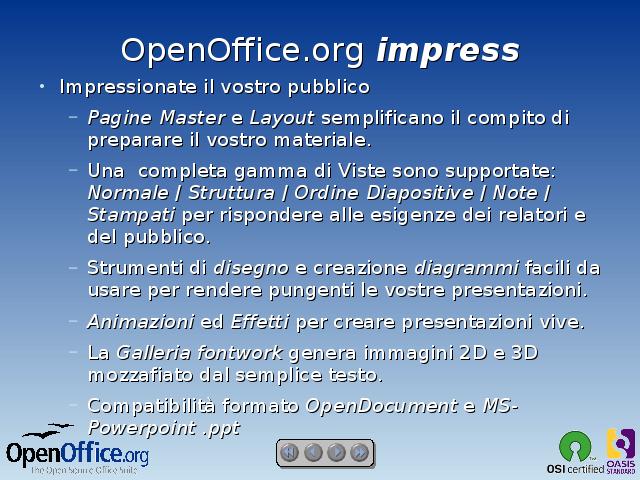 OpenOffice.org impress
• Impressionate il vostro pubblico
– Pagine Master e Layout semplificano il compito di
preparare il vostro materiale.
– Una  completa gamma di Viste sono supportate:
Normale / Struttura / Ordine Diapositive / Note /
Stampati per rispondere alle esigenze dei relatori e
del pubblico.
– Strumenti di disegno e creazione diagrammi facili da
usare per rendere pungenti le vostre presentazioni.
– Animazioni ed Effetti per creare presentazioni vive.
– La Galleria fontwork genera immagini 2D e 3D
mozzafiato dal semplice testo.
– Compatibilità formato OpenDocument e MS-
Powerpoint .ppt
OpenOffice.org
The Open Source Office Suite
OSI certified
TM
OASIS
STANDARD